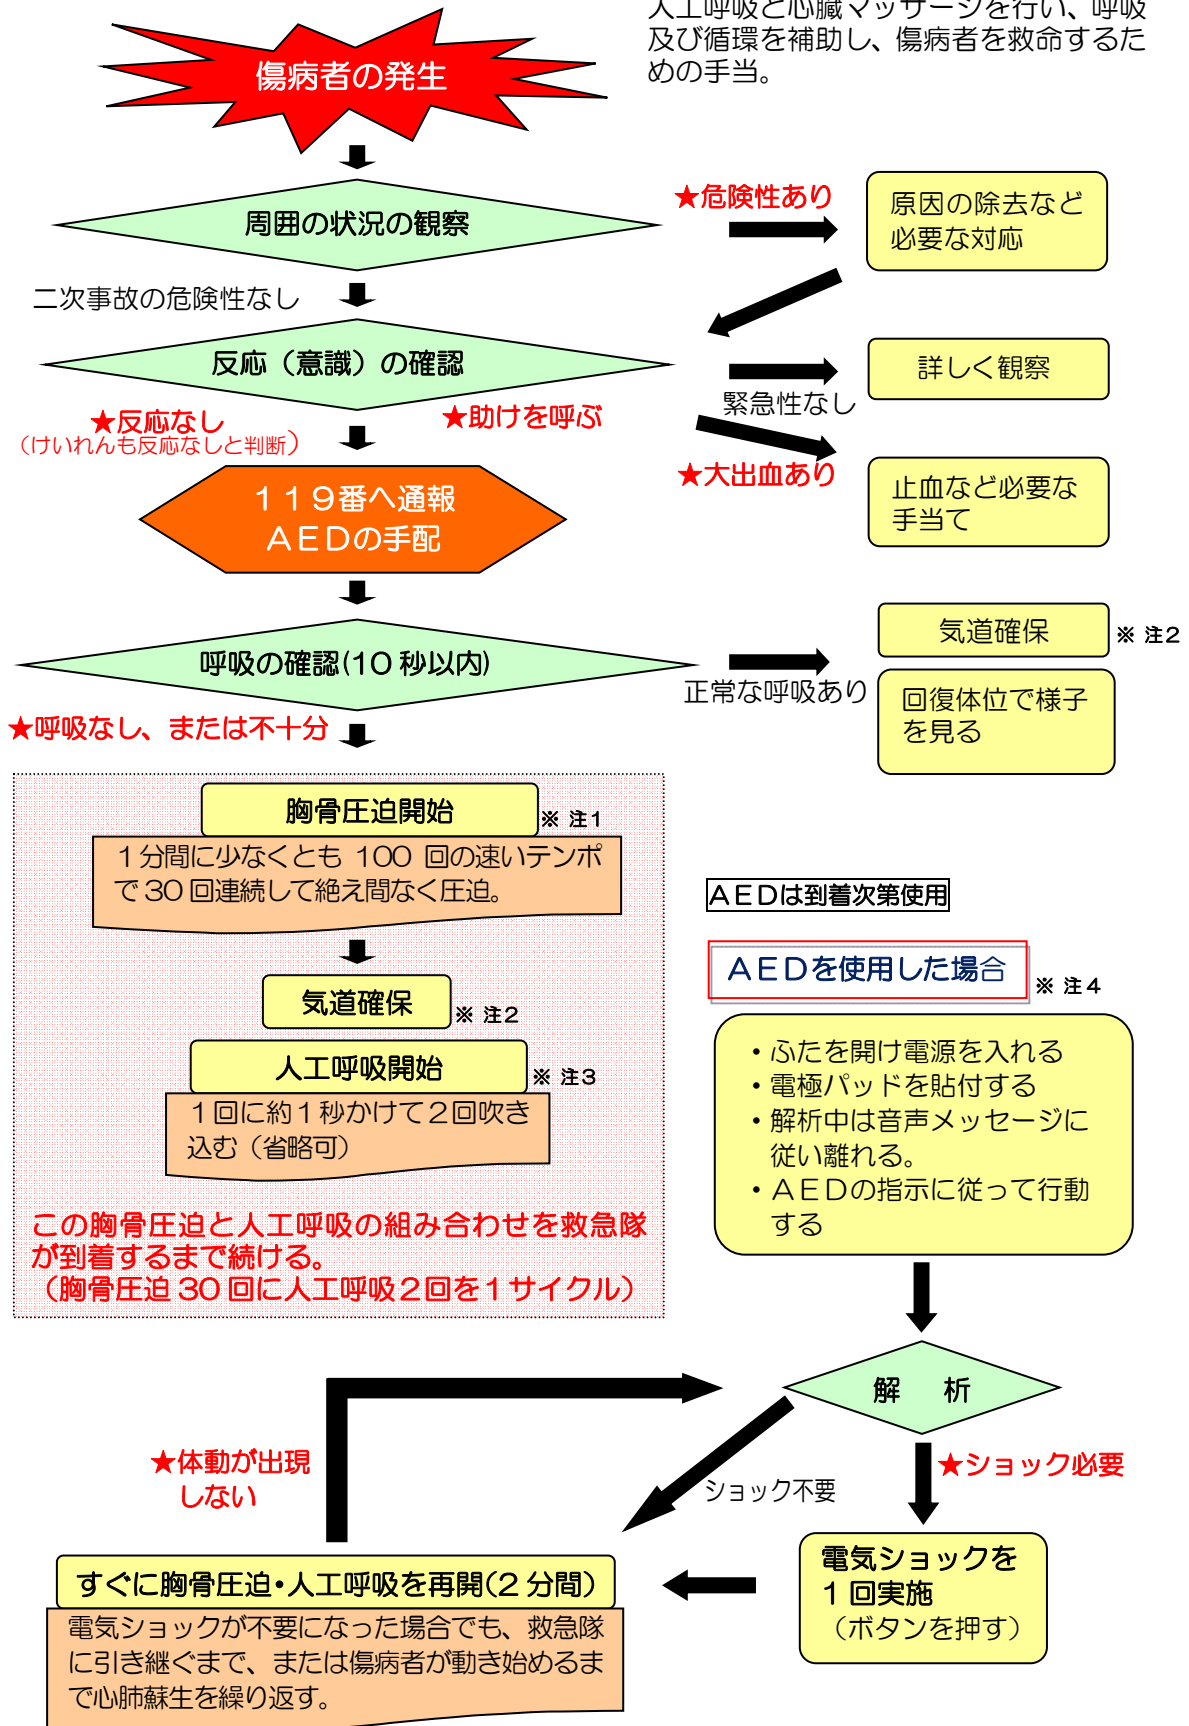 人工呼吸と心臓マッサージを行い、呼吸
及び循環を補助し、傷病者を救命するた
めの手当。
傷病者の発生
周囲の状況の観察
★危険性あり
原因の除去など
必要な対応
二次事故の危険性なし
反応（意識）の確認
詳しく観察
緊急性なし
★反応なし
（けいれんも反応なしと判断）
★助けを呼ぶ
★大出血あり
止血など必要な
手当て
１１９番へ通報
ＡＥＤの手配
呼吸の確認(10 秒以内)
正常な呼吸あり
気道確保
※ 注2
回復体位で様子
を見る
★呼吸なし、または不十分
胸骨圧迫開始
※ 注1
１分間に少なくとも 100 回の速いテンポ
で 30 回連続して絶え間なく圧迫。
気道確保
※ 注2
人工呼吸開始
※ 注3
１回に約１秒かけて２回吹き
込む（省略可）
この胸骨圧迫と人工呼吸の組み合わせを救急隊
が到着するまで続ける。
（胸骨圧迫 30 回に人工呼吸２回を１サイクル）
ＡＥＤは到着次第使用
ＡＥＤを使用した場合
※ 注４
・ふたを開け電源を入れる
・電極パッドを貼付する
・解析中は音声メッセージに
従い離れる。
・ＡＥＤの指示に従って行動
する
解　析
★体動が出現
しない
ショック不要
★ショック必要
電気ショックを
１回実施
（ボタンを押す）
すぐに胸骨圧迫・人工呼吸を再開(２分間)
電気ショックが不要になった場合でも、救急隊
に引き継ぐまで、または傷病者が動き始めるま
で心肺蘇生を繰り返す。